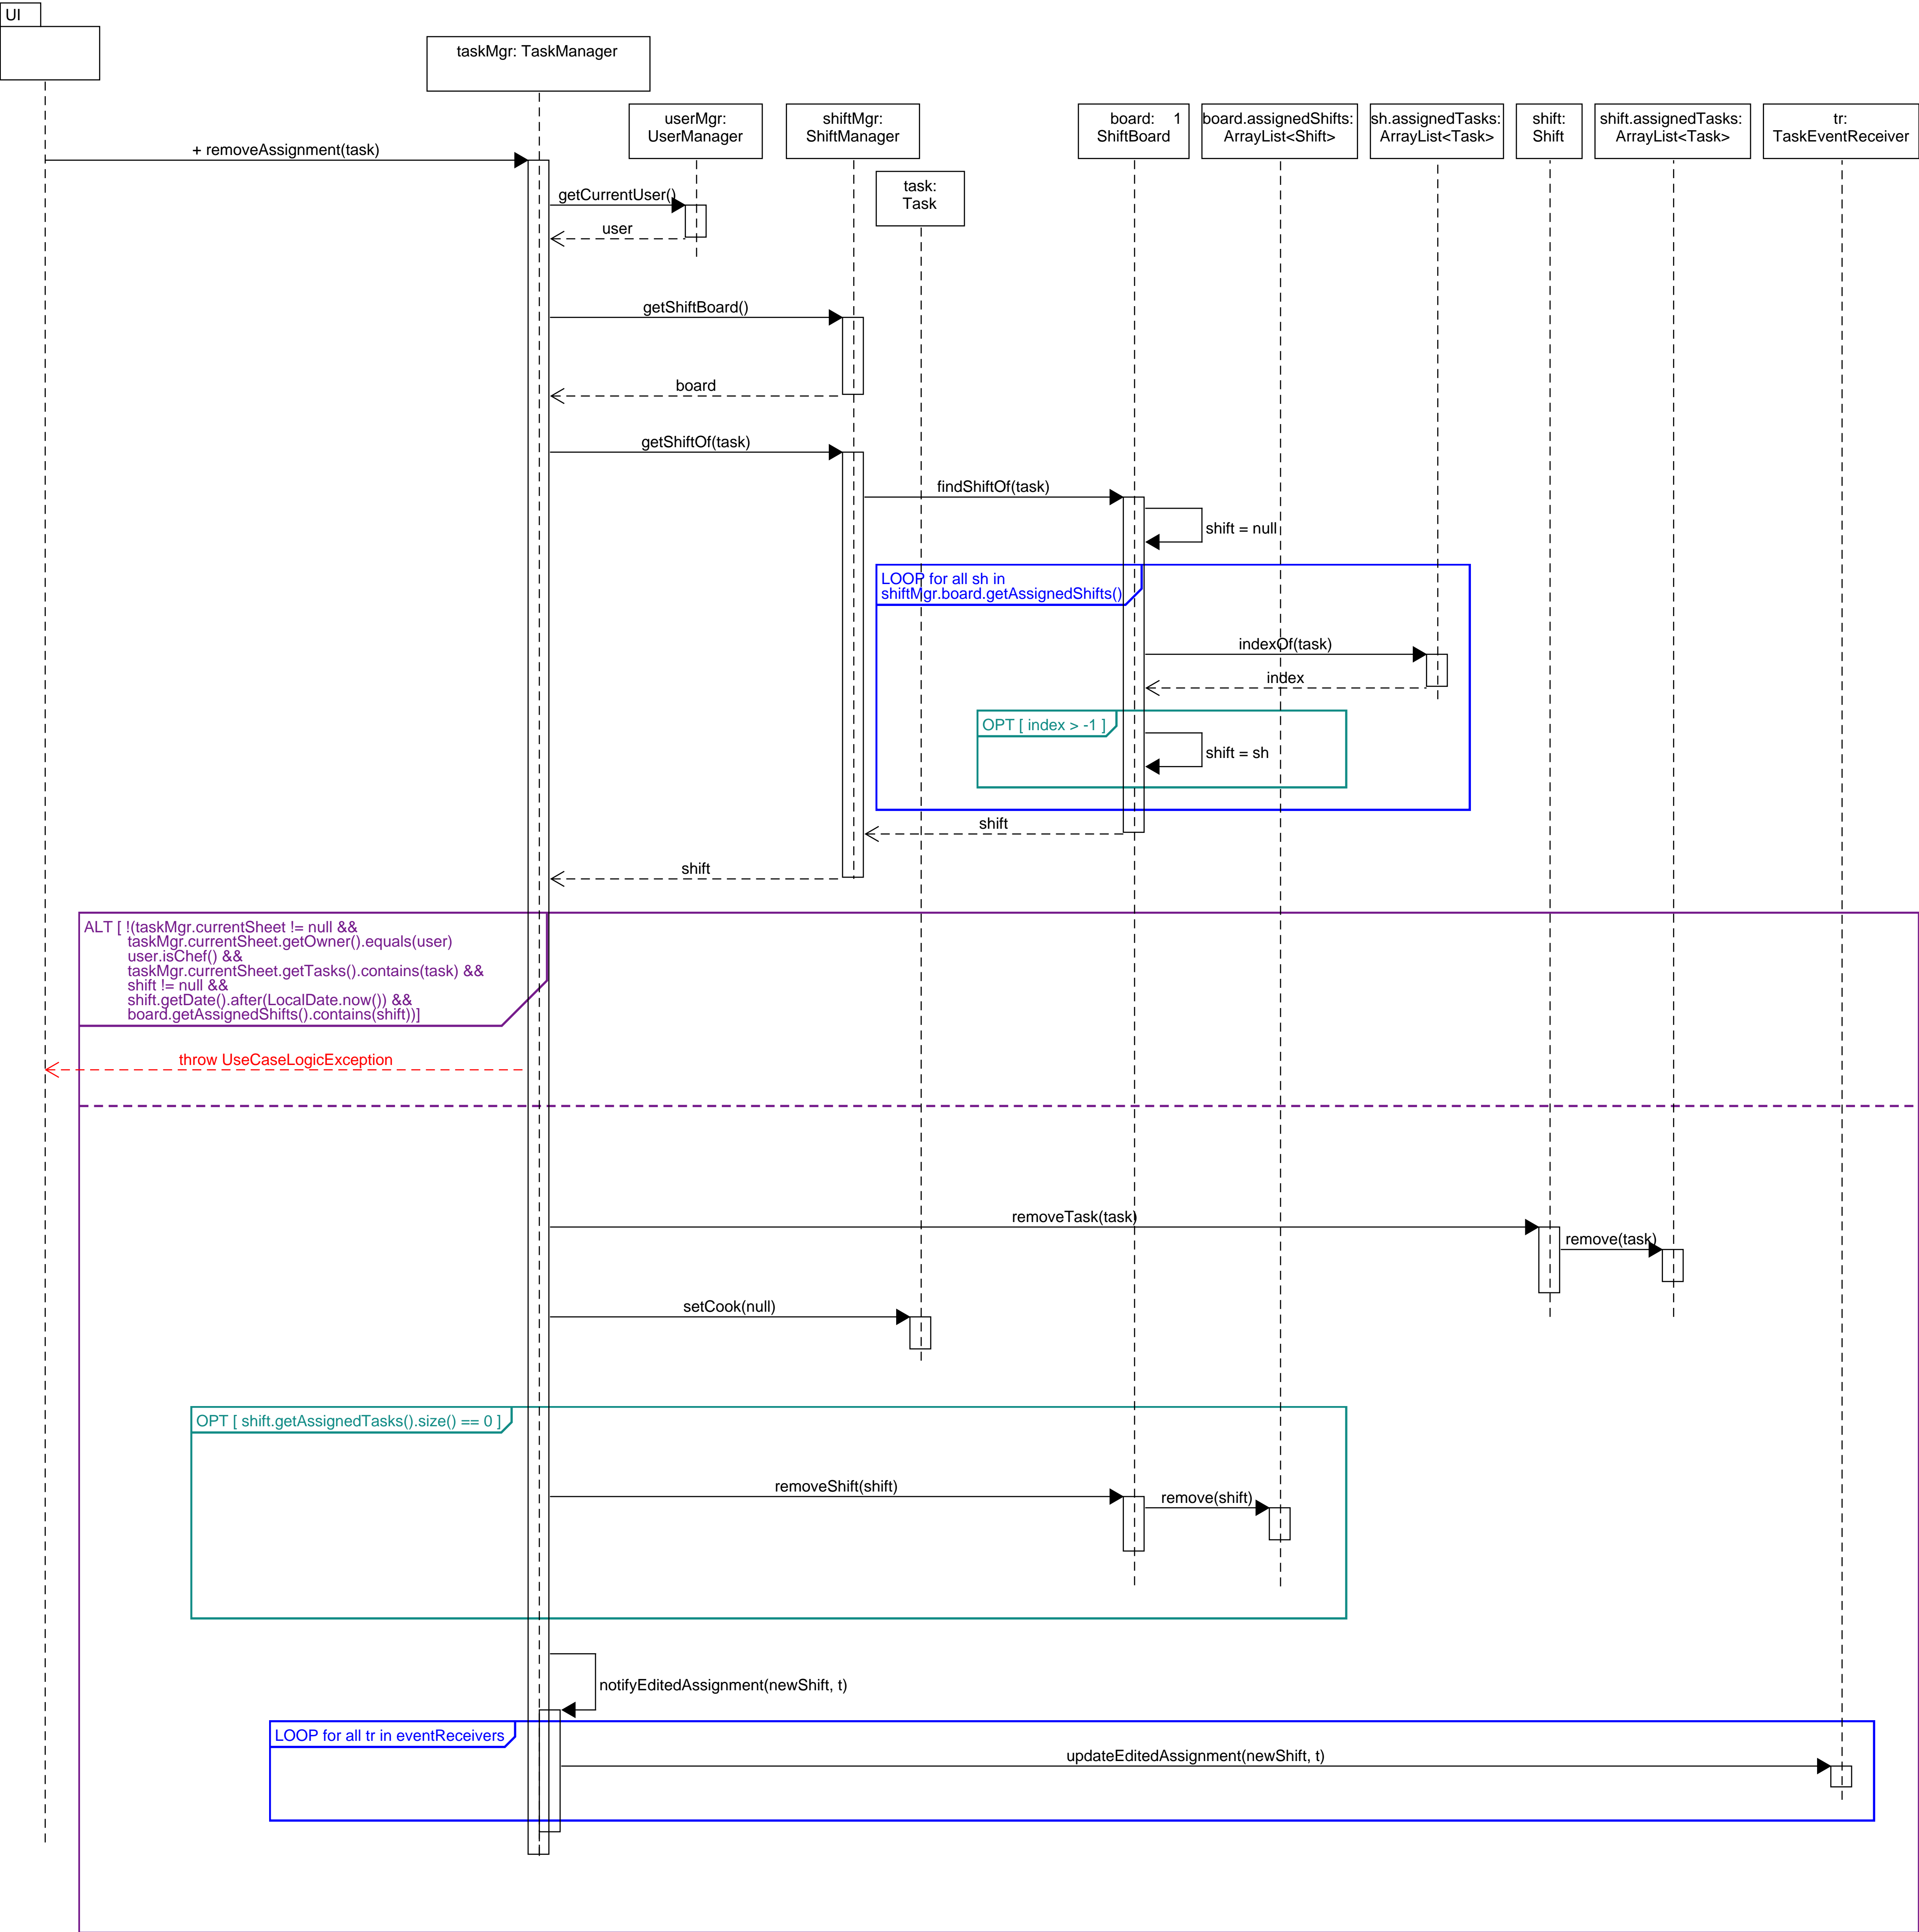 UI
taskMgr: TaskManager
userMgr:
UserManager
shiftMgr:
ShiftManager
board: 1
ShiftBoard
board.assignedShifts:
ArrayList<Shift>
sh.assignedTasks:
ArrayList<Task>
shift:
Shift
shift.assignedTasks:
ArrayList<Task>
tr:
TaskEventReceiver
+ removeAssignment(task)
task:
Task
getCurrentUser()
user
getShiftBoard()
board
getShiftOf(task)
findShiftOf(task)
shift = null
LOOP for all sh in
shiftMgr.board.getAssignedShifts()
indexOf(task)
index
OPT [ index > -1 ]
shift = sh
shift
shift
ALT [ !(taskMgr.currentSheet != null &&
taskMgr.currentSheet.getOwner().equals(user)
user.isChef() &&
taskMgr.currentSheet.getTasks().contains(task) &&
shift != null &&
shift.getDate().after(LocalDate.now()) &&
board.getAssignedShifts().contains(shift))]
throw UseCaseLogicException
removeTask(task)
remove(task)
setCook(null)
OPT [ shift.getAssignedTasks().size() == 0 ]
removeShift(shift)
remove(shift)
notifyEditedAssignment(newShift, t)
LOOP for all tr in eventReceivers
updateEditedAssignment(newShift, t)